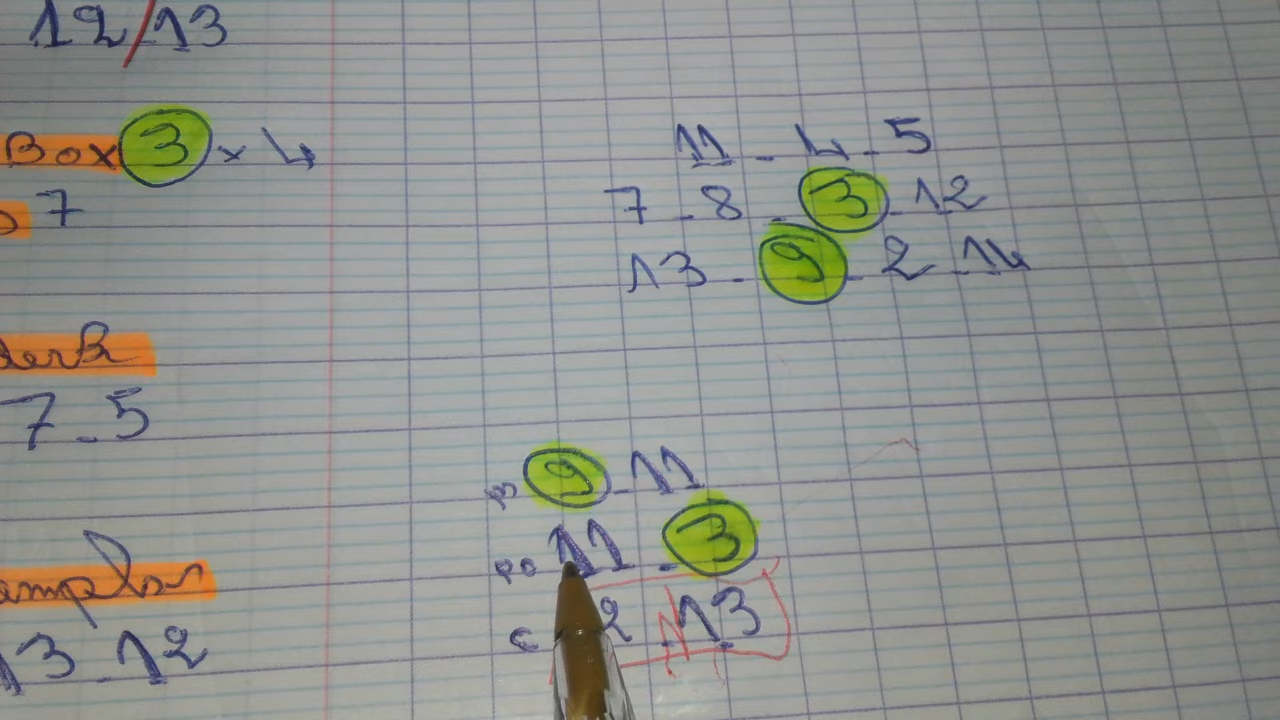 12/13
Box 3 x 4
7
7 - 5
13 - 12
11 - 4 - 5
7 - 8 - 3 - 12
13 - 9 - 2 - 14
9 - 11
11 - 3
c 2 - 13